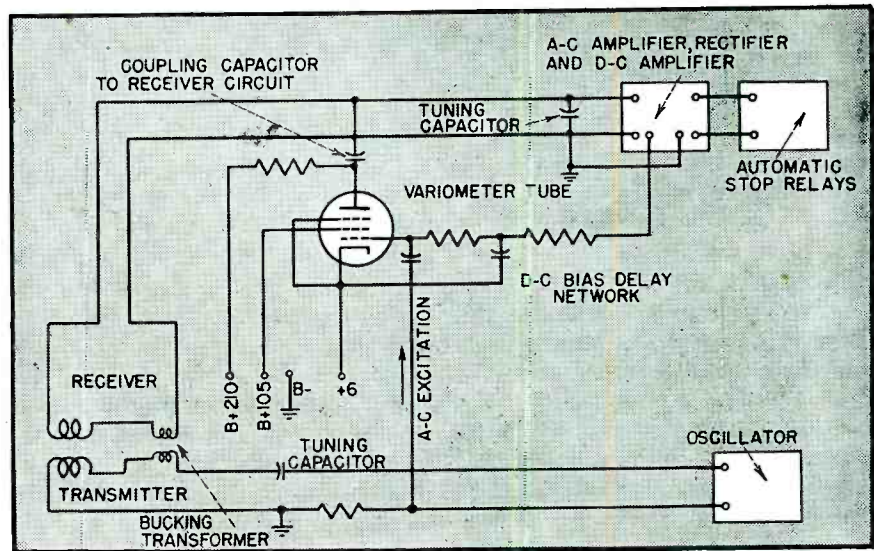 A-C AMPLIFIER, RECTIFIER
AND D-C AMPLIFIER
COUPLING CAPACITOR
TO RECEIVER CIRCUIT
TUNING
CAPACITOR
AUTOMATIC
STOP RELAYS
VARIOMETER TUBE
D-C BIAS DELAY
NETWORK
A-C EXCITATION
RECEIVER
B+210
B+105
B-
+6
OSCILLATOR
TUNING
CAPACITOR
TRANSMITTER
BUCKING
TRANSFORMER